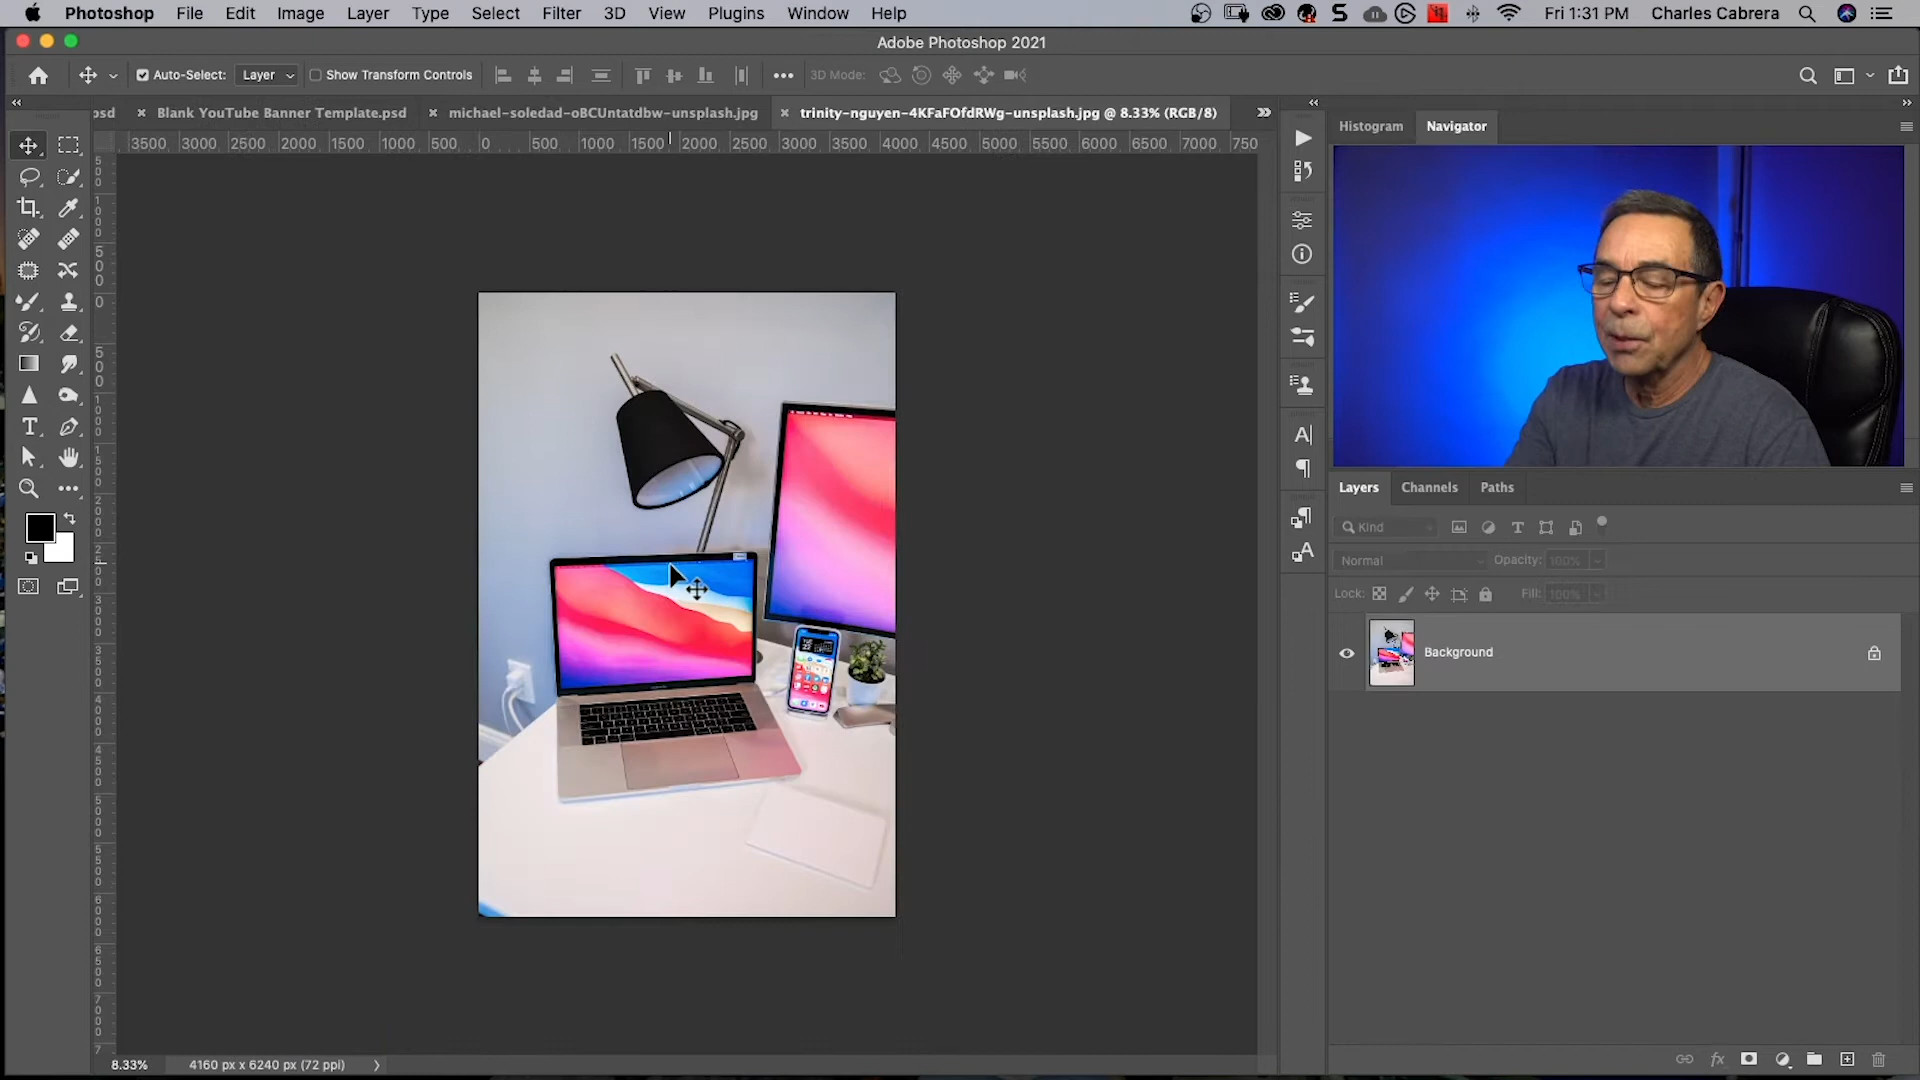 Photoshop File Edit Image Layer Type Select Filter 3D View Plugins Window Help Fri 1:31 PM Charles Cabrera
Adobe Photoshop 2021
Auto-Select: Layer Show Transform Controls 3D Mode:
psd Blank YouTube Banner Template.psd michael-soledad-oBCUntatdbw-unsplash.jpg trinity-nguyen-4KFaFOfdRWg-unsplash.jpg @ 8.33% (RGB/8)
Histogram Navigator
3500 3000 2500 2000 1500 1000 500 0 500 1000 1500 2000 2500 3000 3500 4000 4500 5000 5500 6000 6500 7000 750
Layers Channels Paths
Kind
Normal Opacity: 100%
Lock: Fill: 100%
Background
8.33% 4160 px x 6240 px (72 ppi)